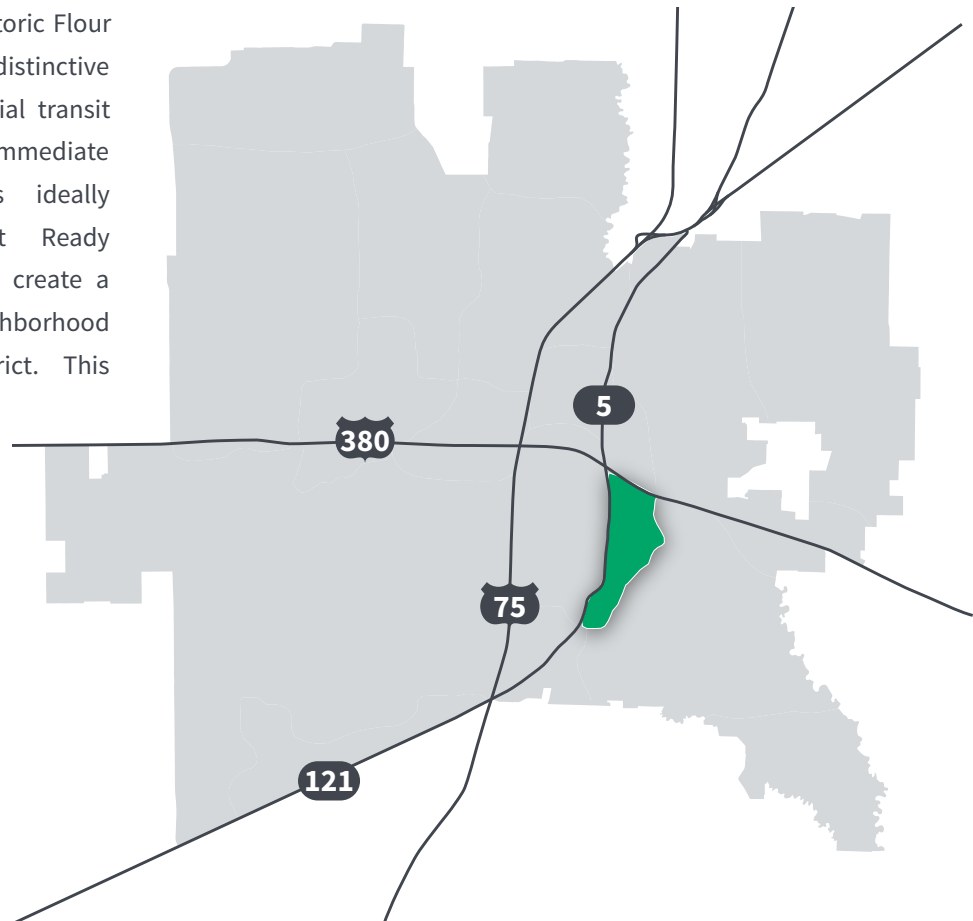 toric Flour
distinctive
ial transit
mmediate
s ideally
t Ready
create a
hborhood
rict. This
5
380
75
121